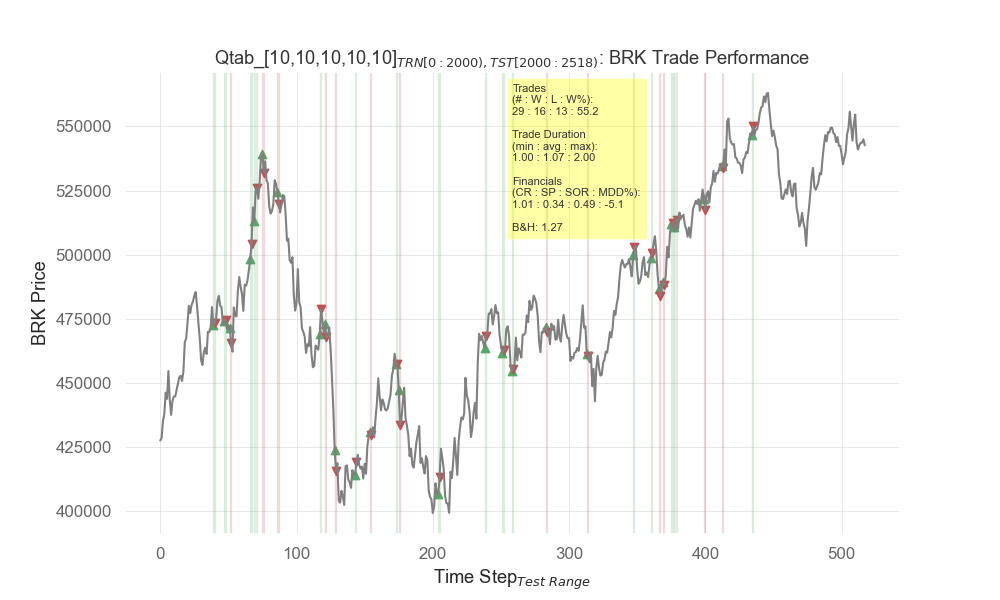 Qtab_[10,10,10,10,10]TRN[0:2000), TST[2000:2518): BRK Trade Performance
Trades
(# : W : L : W%):
29 : 16 : 13 : 55.2
Trade Duration
(min : avg : max):
1.00 : 1.07 : 2.00
Financials
(CR : SP : SOR : MDD%):
1.01 : 0.34 : 0.49 : -5.1
B&H: 1.27
BRK Price
550000
525000
500000
475000
450000
425000
400000
0 100 200 300 400 500
Time Step Test Range